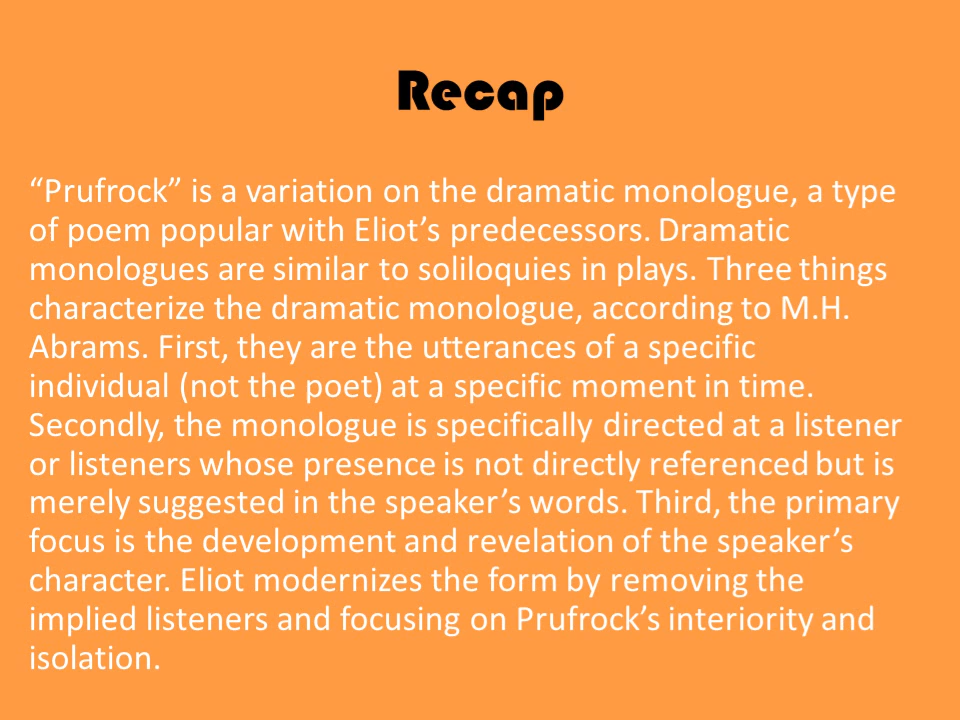 Recap
“Prufrock” is a variation on the dramatic monologue, a type
of poem popular with Eliot’s predecessors. Dramatic
monologues are similar to soliloquies in plays. Three things
characterize the dramatic monologue, according to M.H.
Abrams. First, they are the utterances of a specific
individual (not the poet) at a specific moment in time.
Secondly, the monologue is specifically directed at a listener
or listeners whose presence is not directly referenced but is
merely suggested in the speaker’s words. Third, the primary
focus is the development and revelation of the speaker’s
character. Eliot modernizes the form by removing the
implied listeners and focusing on Prufrock’s interiority and
isolation.